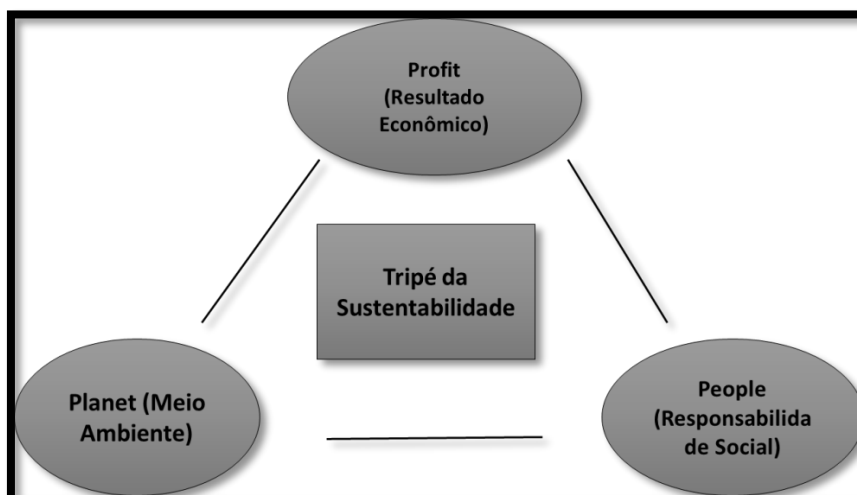 Profit
(Resultado
Econômico)
Tripé da
Sustentabilidade
Planet (Meio
Ambiente)
People
(Responsabilida
de Social)